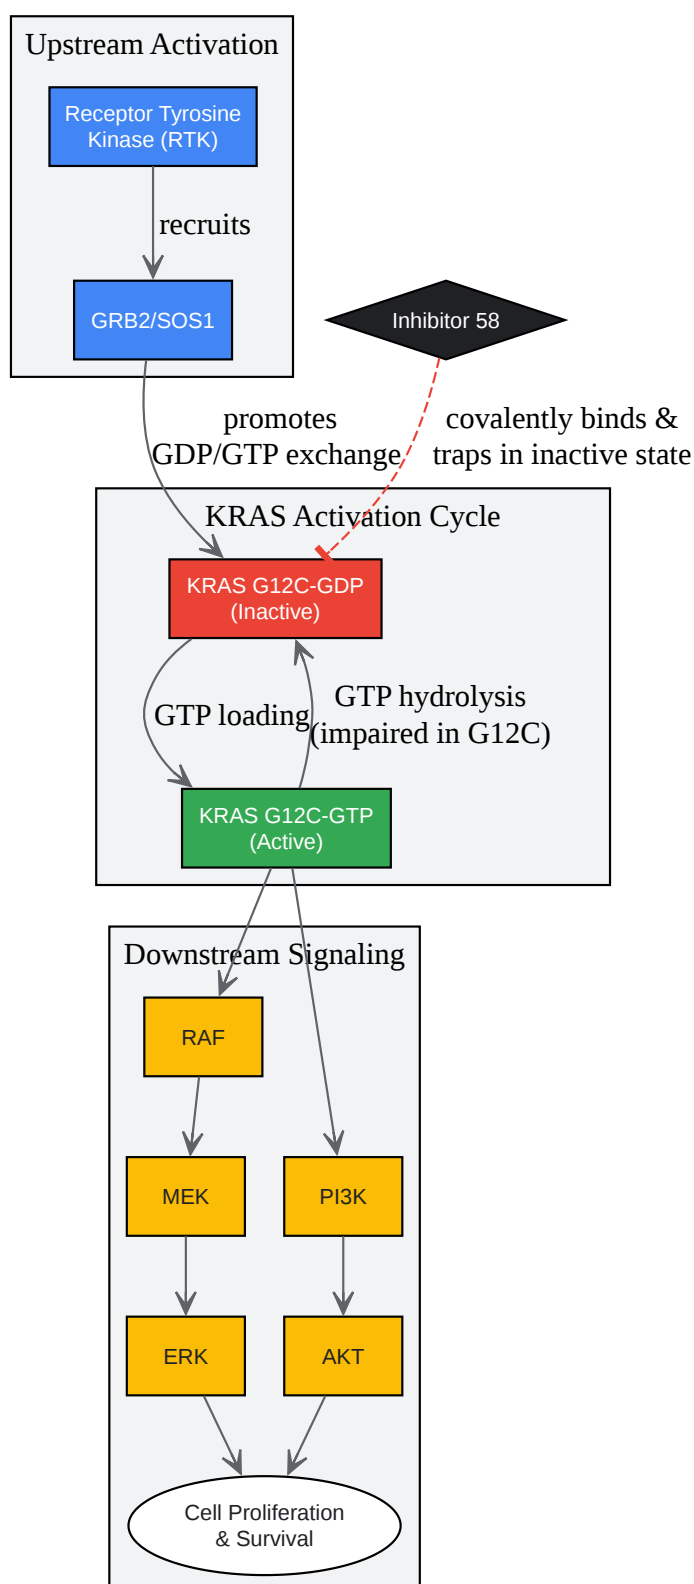 Upstream Activation
Receptor Tyrosine
Kinase (RTK)
recruits
GRB2/SOS1
Inhibitor 58
promotes
GDP/GTP exchange
covalently binds &
traps in inactive state
KRAS Activation Cycle
KRAS G12C-GDP
(Inactive)
GTP loading
GTP hydrolysis
(impaired in G12C)
KRAS G12C-GTP
(Active)
Downstream Signaling
RAF
MEK
PI3K
ERK
AKT
Cell Proliferation
& Survival